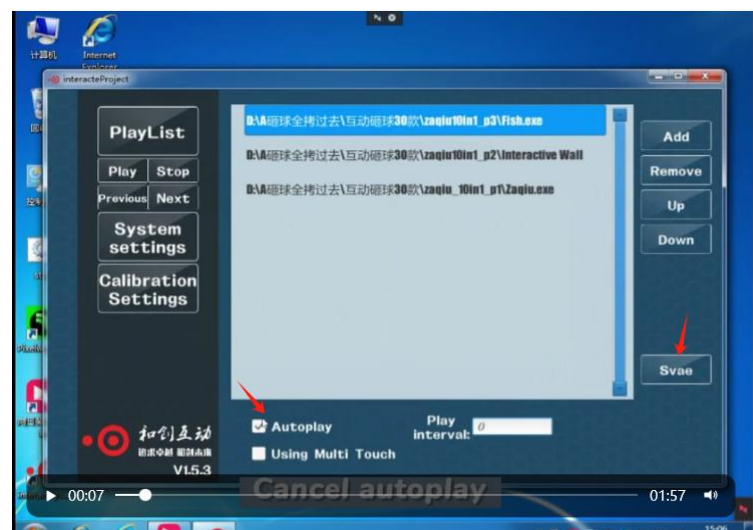 计算机
Internet
Explorer
interacteProject
PlayList
Play Stop
Previous Next
System
settings
Calibration
Settings
D:\A砸球全拷过去\互动砸球30款\zaqiu10in1_p3\Fish.exe
D:\A砸球全拷过去\互动砸球30款\zaqiu10in1_p2\Interactive Wall
D:\A砸球全拷过去\互动砸球30款\zaqiu_10in1_p1\Zaqiu.exe
Add
Remove
Up
Down
Svae
Autoplay
Play
interval:
0
Using Multi Touch
和创互动
V1.5.3
Cancel autoplay
00:07
01:57
15:06